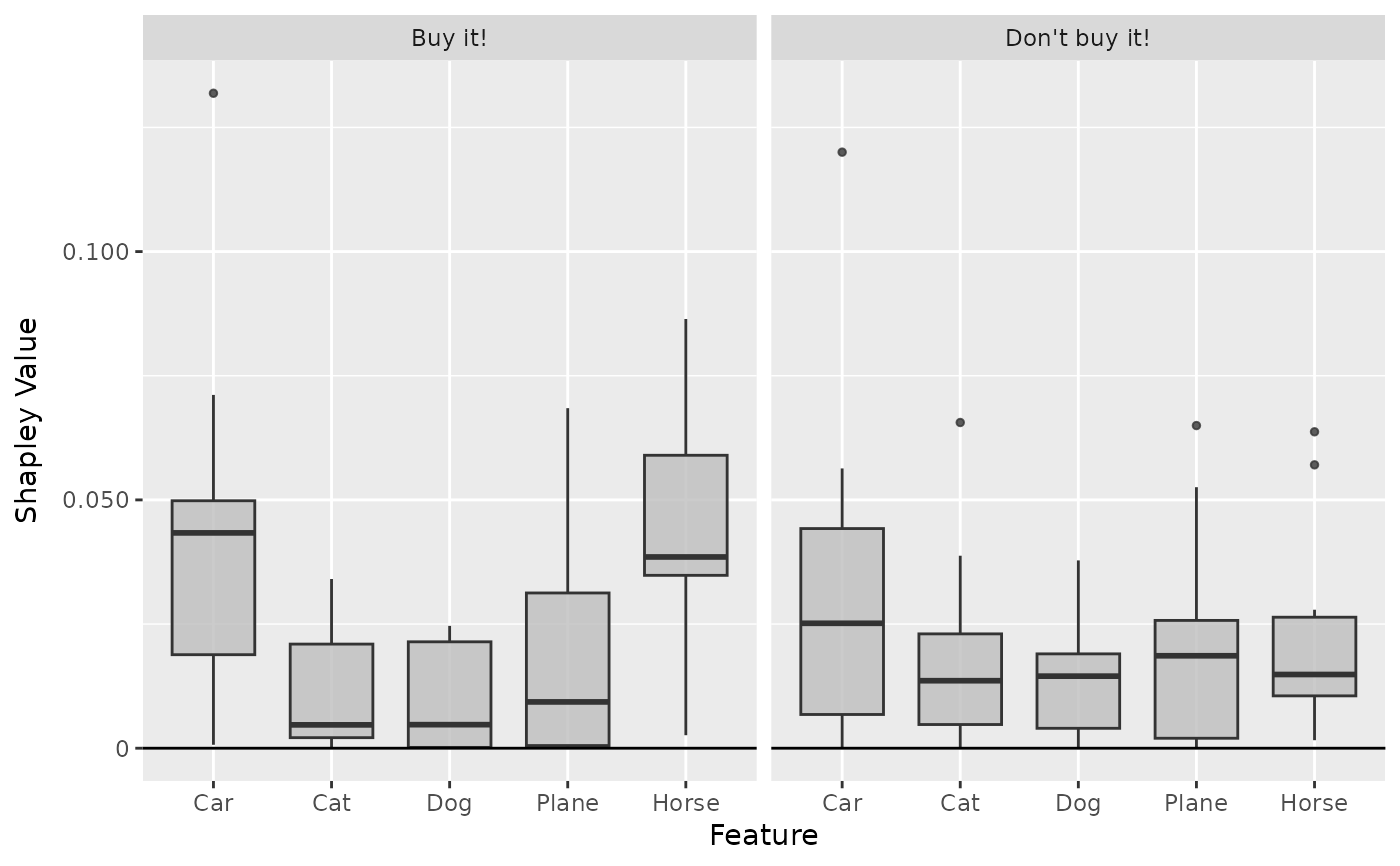 Buy it!
Don't buy it!
Shapley Value
0.100
0.050
0
Car Cat Dog Plane Horse
Car Cat Dog Plane Horse
Feature